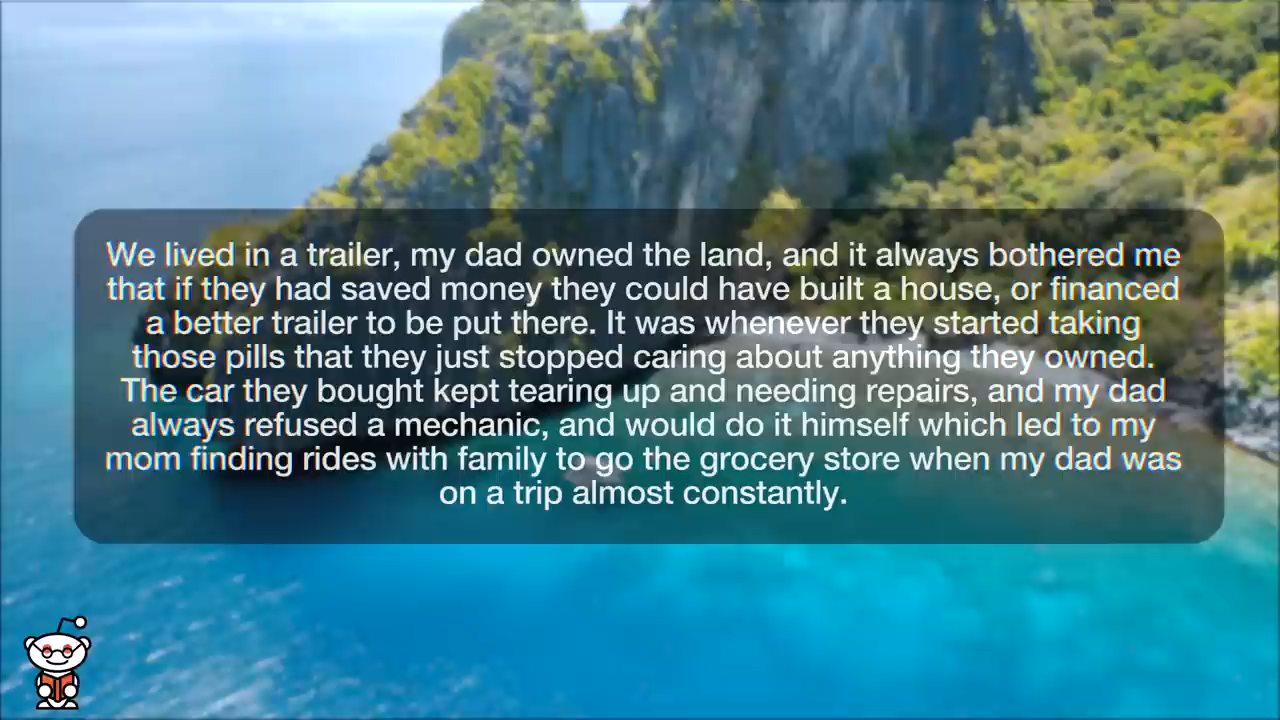 We lived in a trailer, my dad owned the land, and it always bothered me
that if they had saved money they could have built a house, or financed
a better trailer to be put there. It was whenever they started taking
those pills that they just stopped caring about anything they owned.
The car they bought kept tearing up and needing repairs, and my dad
always refused a mechanic, and would do it himself which led to my
mom finding rides with family to go the grocery store when my dad was
on a trip almost constantly.